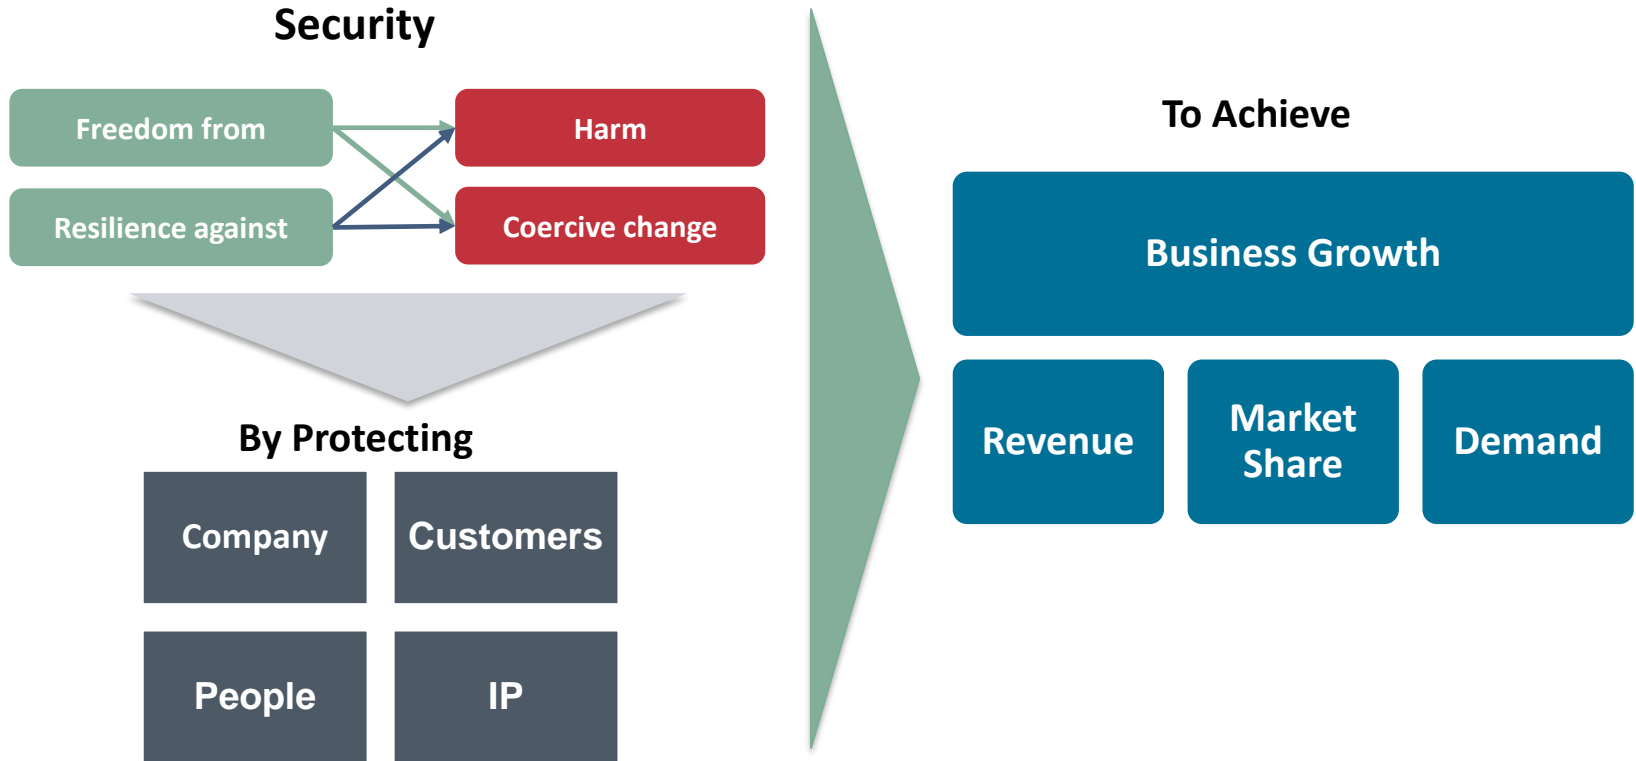 Security
Freedom from
Harm
Resilience against
Coercive change
By Protecting
Company
Customers
People
IP
To Achieve
Business Growth
Revenue
Market
Share
Demand